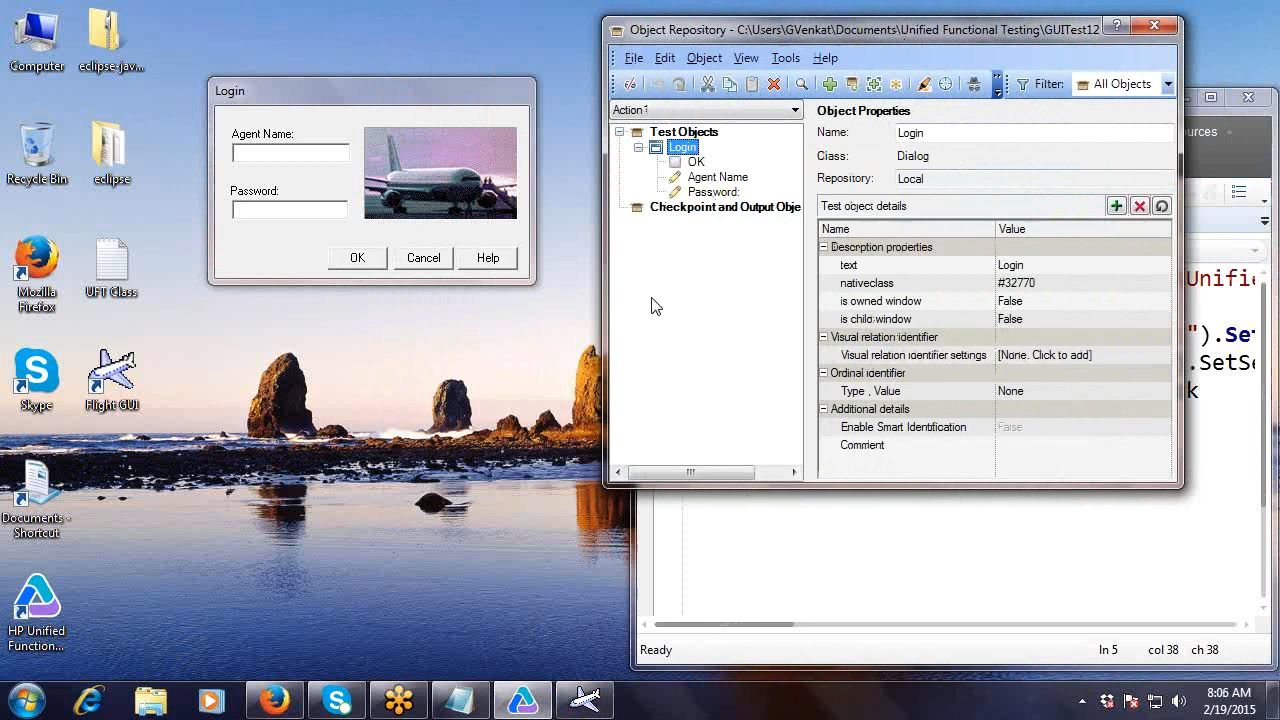 Computer
eclipse-jav...
Recycle Bin
eclipse
Mozilla
Firefox
UFT Class
Skype
Flight GUI
Documents -
Shortcut
HP Unified
Function...
Login
Agent Name:
Password:
OK
Cancel
Help
Object Repository - C:\Users\GVenkat\Documents\Unified Functional Testing\GUITest12
File Edit Object View Tools Help
Filter: All Objects
Action1
Test Objects
Login
OK
Agent Name
Password:
Checkpoint and Output Obje
Object Properties
Name: Login
Class: Dialog
Repository: Local
Test object details
Name Value
Description properties
text Login
nativeclass #32770
is owned window False
is child window False
Visual relation identifier
Visual relation identifier settings [None. Click to add]
Ordinal identifier
Type , Value None
Additional details
Enable Smart Identification False
Comment
").Set
.SetSe
k
Ready
ln 5 col 38 ch 38
8:06 AM
2/19/2015